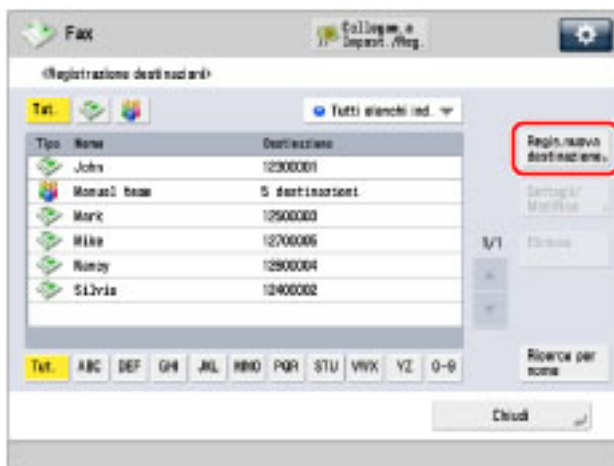 Fax
Collegam. a
Impost./Reg.
<Registrazione destinazioni>
Tut.
Tutti elenchi ind.
Tipo Nome Destinazione
John 12300001
Manual team 5 destinazioni
Mark 12500003
Mike 12700005
Nancy 12800004
Silvia 12400002
Regis.nuova
destinazione
Dettagli/
Modifica
1/1
Elimina
Tut. ABC DEF GHI JKL MNO PQR STU VWX YZ 0-9
Ricerca per
nome
Chiudi